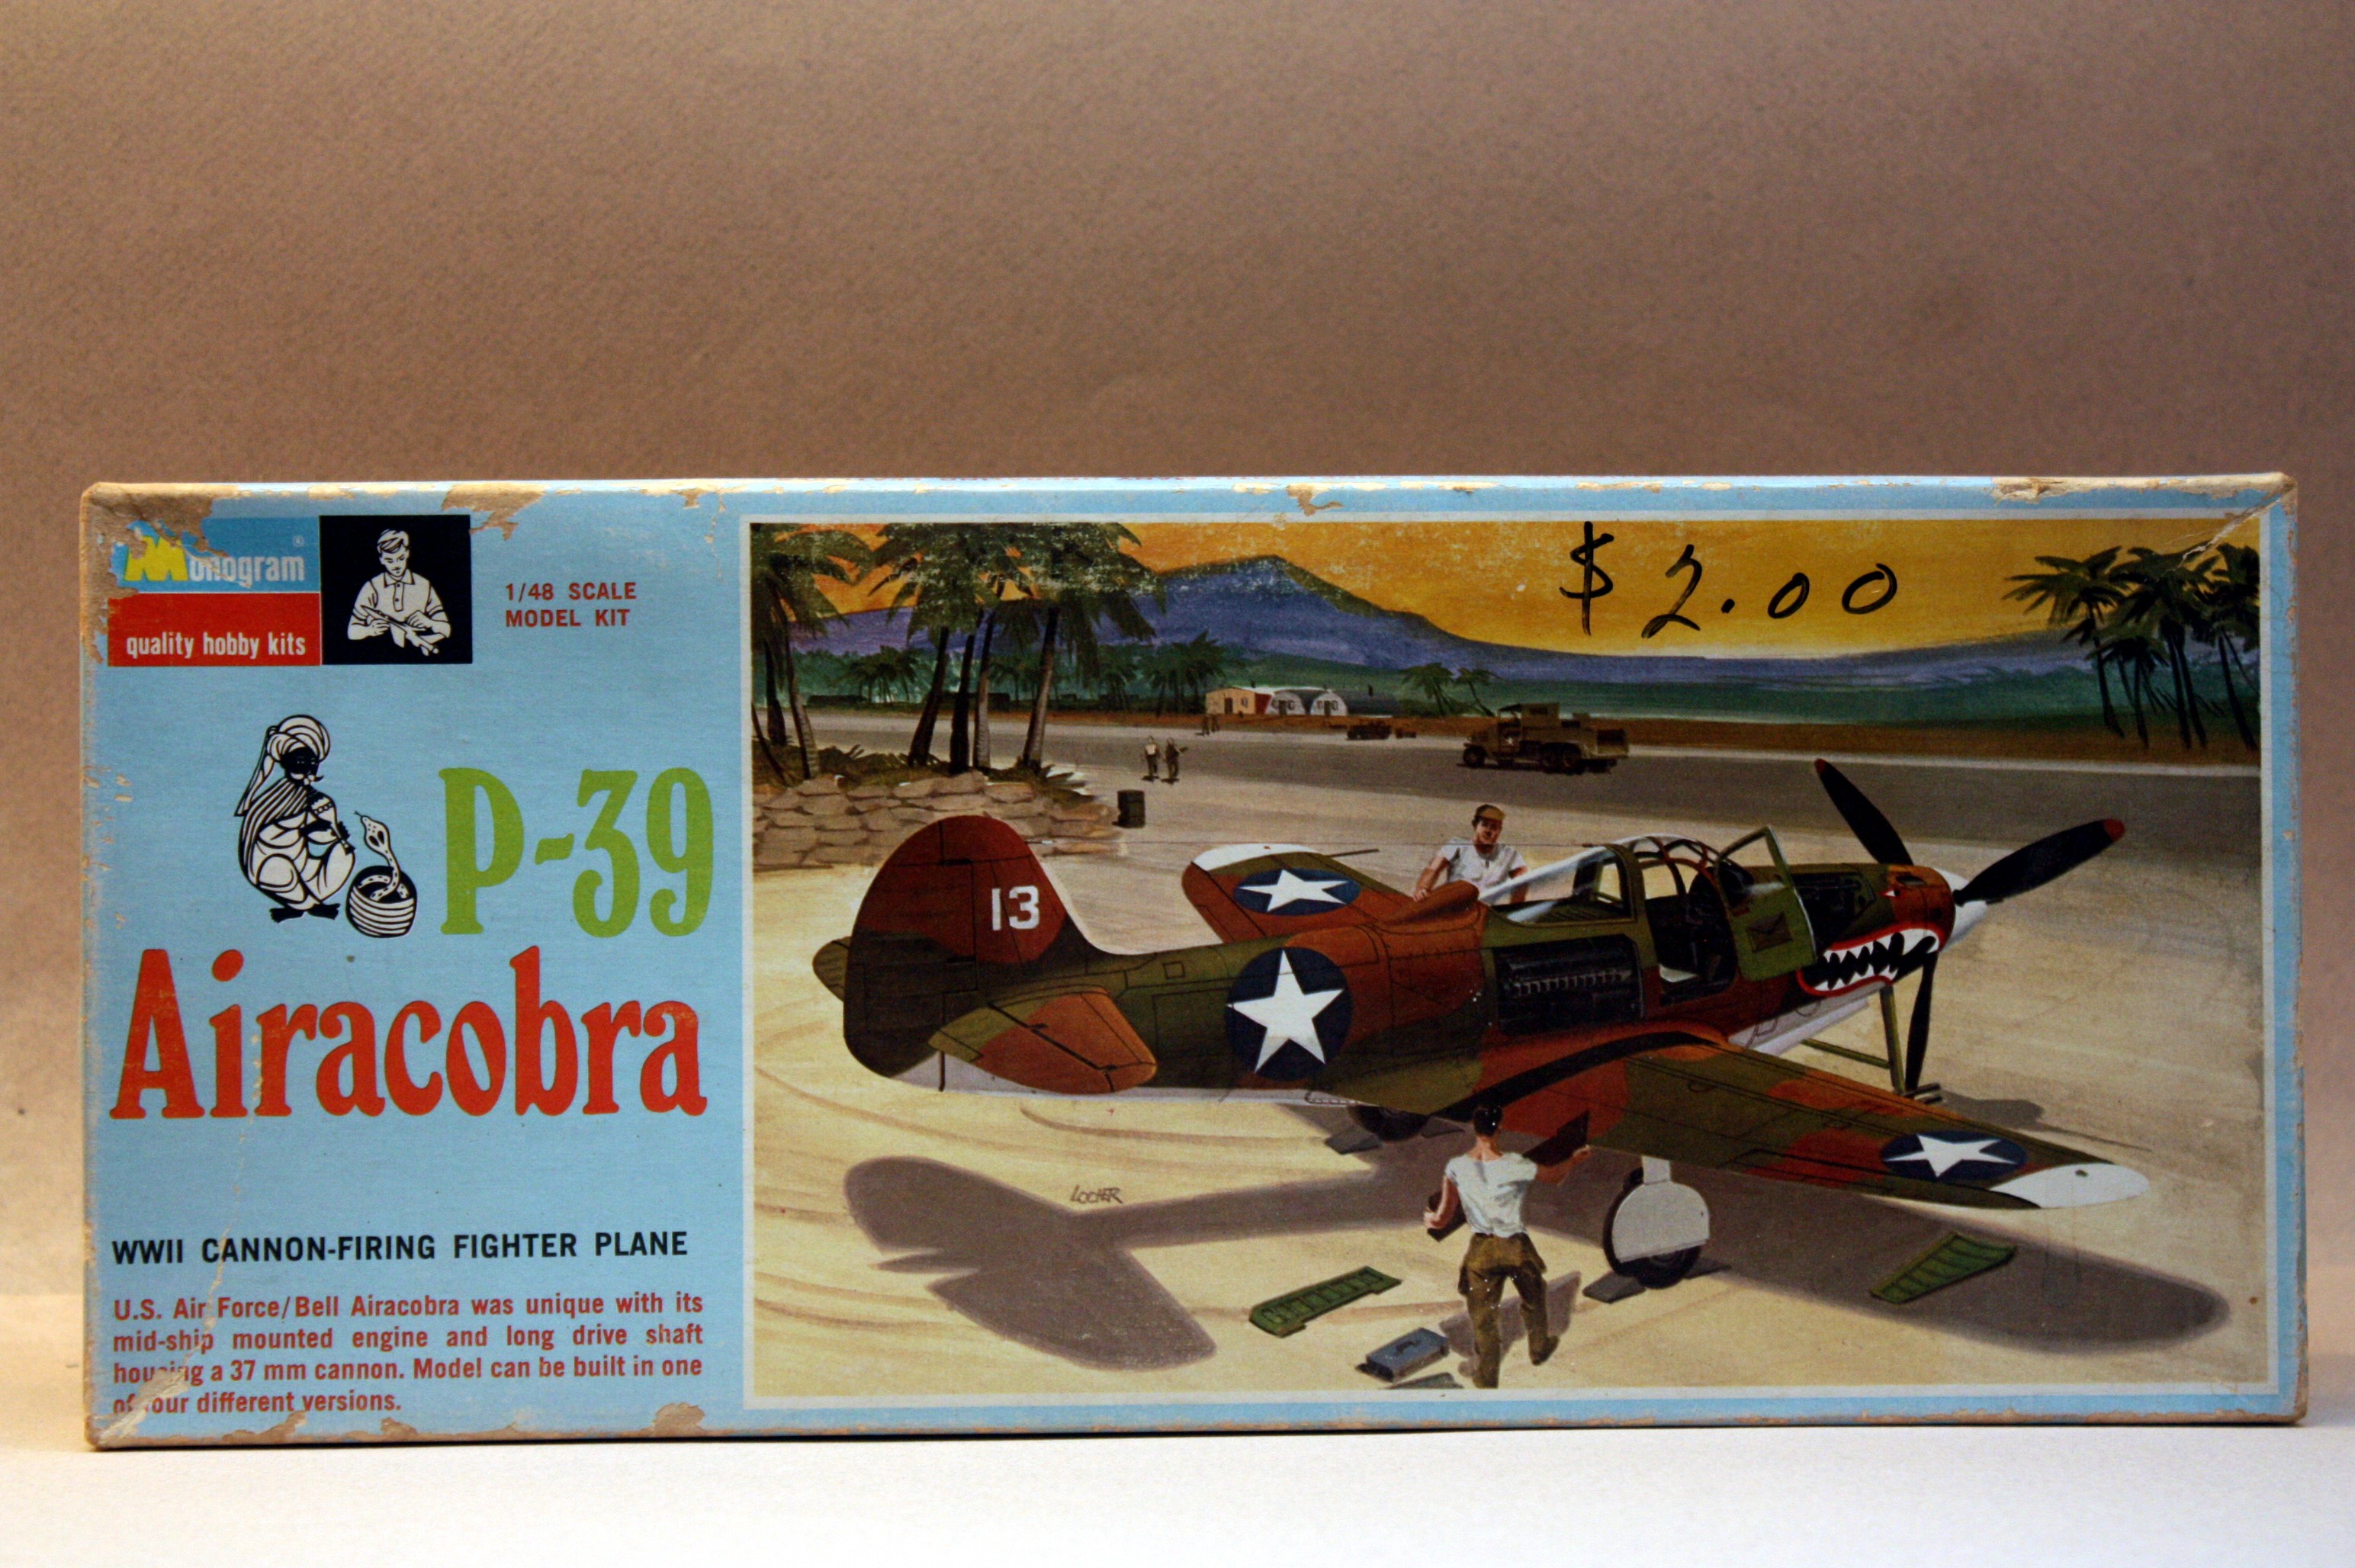 Monogram®
quality hobby kits
1/48 SCALE
MODEL KIT
P-39
Airacobra
WWII CANNON-FIRING FIGHTER PLANE
U.S. Air Force/Bell Airacobra was unique with its
mid-ship mounted engine and long drive shaft
housing a 37 mm cannon. Model can be built in one
of four different versions.
$2.00
13
LOCHER